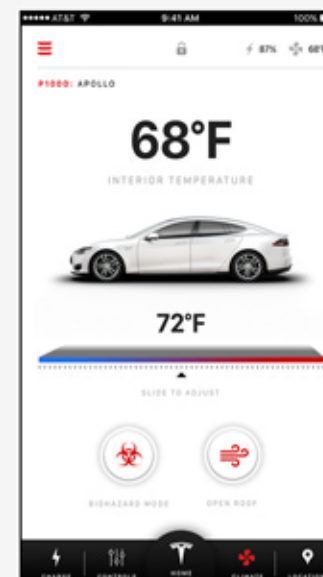 AT&T 9:41 AM 100%
87% 68°
P100D: APOLLO
68°F
INTERIOR TEMPERATURE
72°F
SLIDE TO ADJUST
BIOHAZARD MODE OPEN ROOF
CHARGE CONTROLS HOME CLIMATE LOCATION